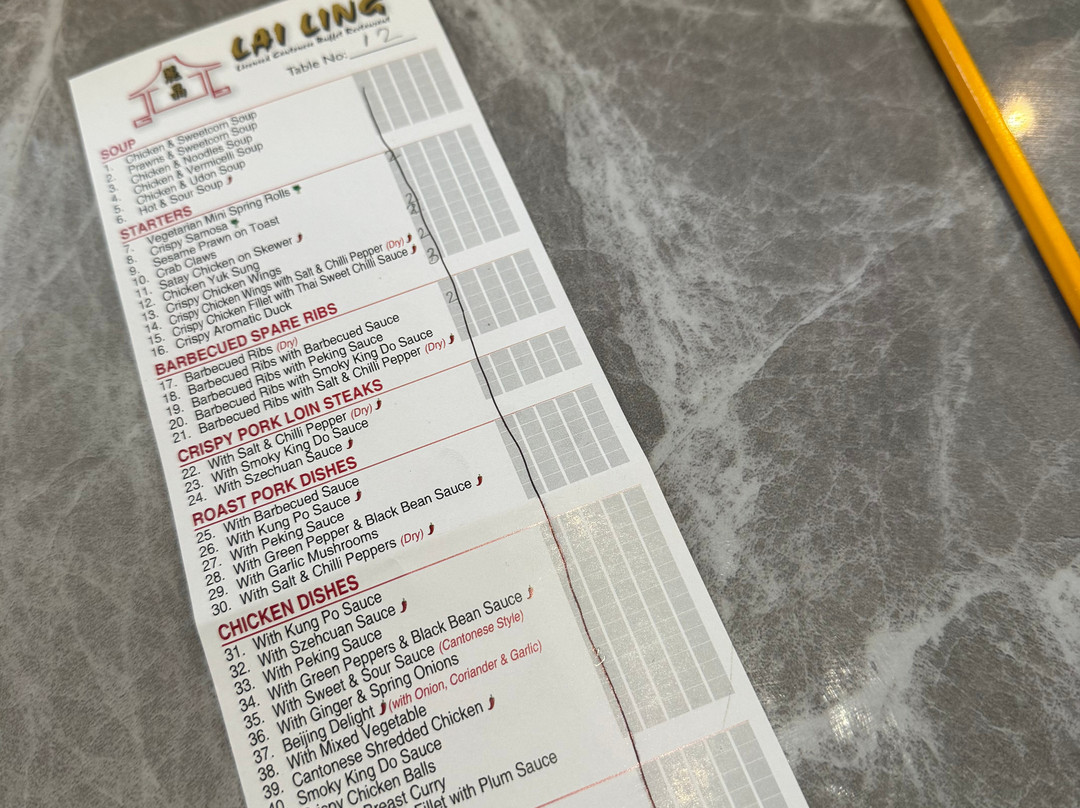 LAI LING
Licensed Cantonese Buffet Restaurant
Table No: 12
SOUP
1. Chicken & Sweetcorn Soup
2. Prawns & Sweetcorn Soup
3. Chicken & Noodles Soup
4. Chicken & Vermicelli Soup
5. Chicken & Udon Soup
6. Hot & Sour Soup
STARTERS
7. Vegetarian Mini Spring Rolls
8. Crispy Samosa
9. Sesame Prawn on Toast
10. Crab Claws
11. Satay Chicken on Skewer
12. Chicken Yuk Sung
13. Crispy Chicken Wings
14. Crispy Chicken Wings with Salt & Chilli Pepper (Dry)
15. Crispy Chicken Fillet with Thai Sweet Chilli Sauce
16. Crispy Aromatic Duck
2
2
3
2
BARBECUED SPARE RIBS
17. Barbecued Ribs (Dry)
18. Barbecued Ribs with Barbecued Sauce
19. Barbecued Ribs with Peking Sauce
20. Barbecued Ribs with Smoky King Do Sauce
21. Barbecued Ribs with Salt & Chilli Pepper (Dry)
CRISPY PORK LOIN STEAKS
22. With Salt & Chilli Pepper (Dry)
23. With Smoky King Do Sauce
24. With Szechuan Sauce
ROAST PORK DISHES
25. With Barbecued Sauce
26. With Kung Po Sauce
27. With Peking Sauce
28. With Green Pepper & Black Bean Sauce
29. With Garlic Mushrooms
30. With Salt & Chilli Peppers (Dry)
CHICKEN DISHES
31. With Kung Po Sauce
32. With Szehcuan Sauce
33. With Peking Sauce
34. With Green Peppers & Black Bean Sauce
35. With Sweet & Sour Sauce (Cantonese Style)
36. With Ginger & Spring Onions
37. Beijing Delight (with Onion, Coriander & Garlic)
38. With Mixed Vegetable
39. Cantonese Shredded Chicken
40. Smoky King Do Sauce
Chicken Balls
Breast Curry
Fillet with Plum Sauce